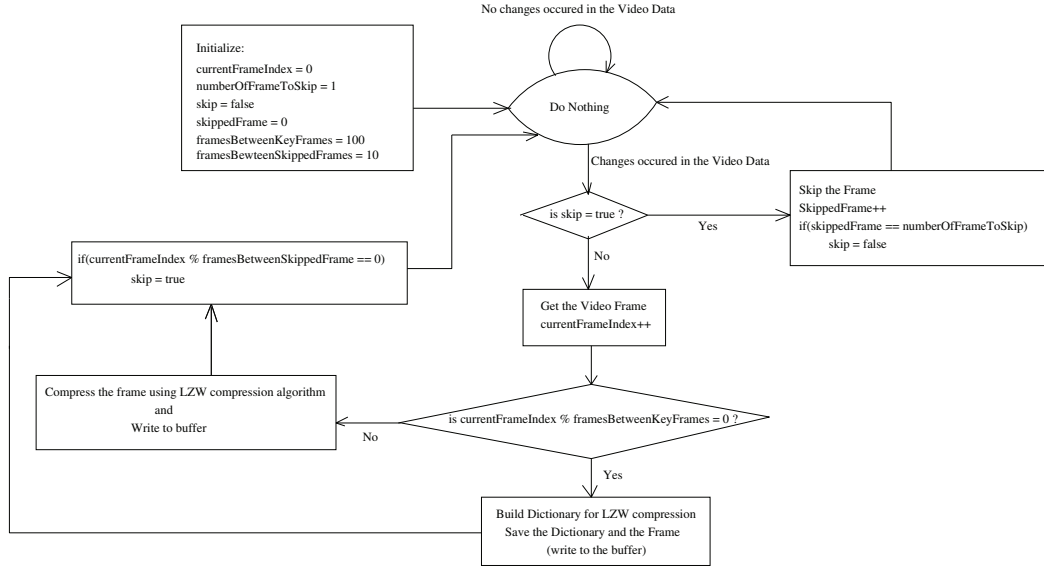 No changes occured in the Video Data
Initialize:
currentFrameIndex = 0
numberOfFrameToSkip = 1
skip = false
skippedFrame = 0
framesBetweenKeyFrames = 100
framesBewteenSkippedFrames = 10
Do Nothing
Changes occured in the Video Data
is skip = true ?
Yes
Skip the Frame
SkippedFrame++
if(skippedFrame == numberOfFrameToSkip)
skip = false
No
if(currentFrameIndex % framesBetweenSkippedFrame == 0)
skip = true
Get the Video Frame
currentFrameIndex++
Compress the frame using LZW compression algorithm
and
Write to buffer
No
is currentFrameIndex % framesBetweenKeyFrames = 0 ?
Yes
Build Dictionary for LZW compression
Save the Dictionary and the Frame
(write to the buffer)